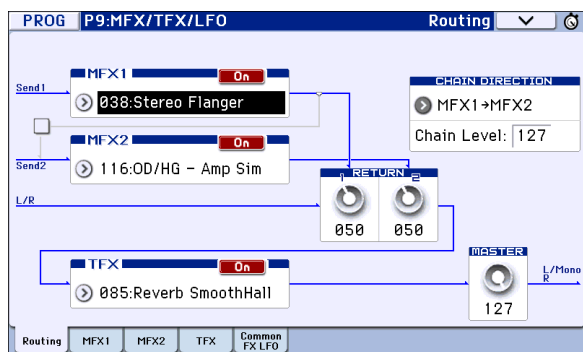 PROG P9:MFX/TFX/LFO Routing
MFX1 On
Send1
038:Stereo Flanger
CHAIN DIRECTION
MFX1→MFX2
Chain Level: 127
MFX2 On
Send2
116:OD/HG - Amp Sim
RETURN
1 2
L/R
050 050
TFX On
085:Reverb SmoothHall
MASTER
L/Mono
R
127
Routing MFX1 MFX2 TFX Common
FX LFO